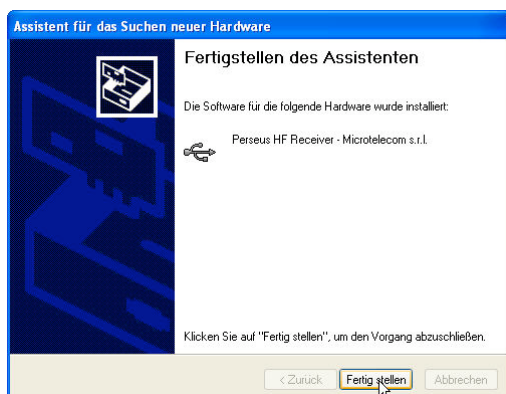 Assistent für das Suchen neuer Hardware
Fertigstellen des Assistenten
Die Software für die folgende Hardware wurde installiert:
Perseus HF Receiver - Microtelecom s.r.l.
Klicken Sie auf "Fertig stellen", um den Vorgang abzuschließen.
< Zurück Fertig stellen Abbrechen